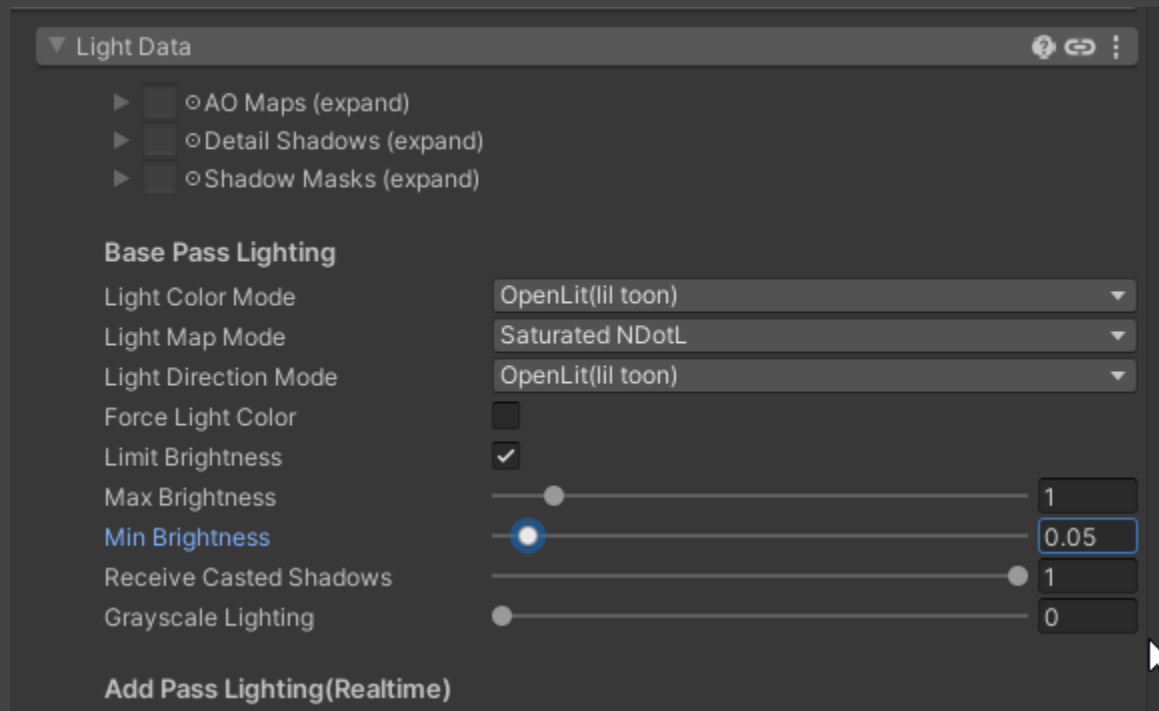 Light Data
AO Maps (expand)
Detail Shadows (expand)
Shadow Masks (expand)
Base Pass Lighting
Light Color Mode OpenLit(lil toon)
Light Map Mode Saturated NDotL
Light Direction Mode OpenLit(lil toon)
Force Light Color
Limit Brightness
Max Brightness 1
Min Brightness 0.05
Receive Casted Shadows 1
Grayscale Lighting 0
Add Pass Lighting(Realtime)